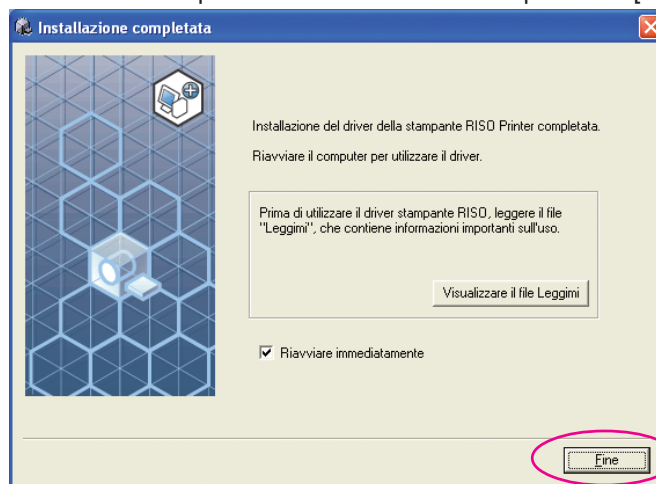 Installazione completata
Installazione del driver della stampante RISO Printer completata.
Riavviare il computer per utilizzare il driver.
Prima di utilizzare il driver stampante RISO, leggere il file
"Leggimi", che contiene informazioni importanti sull'uso.
Visualizzare il file Leggimi
Riavviare immediatamente
Fine